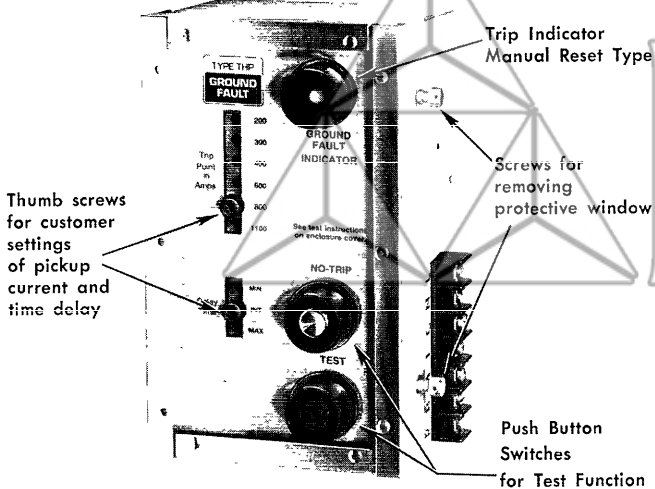 Trip Indicator
Manual Reset Type
TYPE THP
GROUND
FAULT
200
300
400
600
800
1100
Trip
Point
in
Amps
GROUND
FAULT
INDICATOR
Screws for
removing
protective window
Thumb screws
for customer
settings
of pickup
current and
time delay
See test instructions
on enclosure cover
NO-TRIP
MIN
INT
MAX
TEST
Push Button
Switches
for Test Function